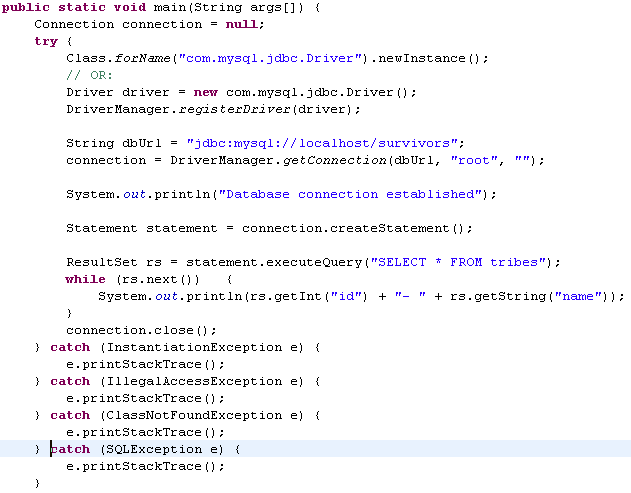 public static void main(String args[]) {
    Connection connection = null;
    try {
        Class.forName("com.mysql.jdbc.Driver").newInstance();
        // OR:
        Driver driver = new com.mysql.jdbc.Driver();
        DriverManager.registerDriver(driver);

        String dbUrl = "jdbc:mysql://localhost/survivors";
        connection = DriverManager.getConnection(dbUrl, "root", "");

        System.out.println("Database connection established");

        Statement statement = connection.createStatement();

        ResultSet rs = statement.executeQuery("SELECT * FROM tribes");
        while (rs.next())   {
            System.out.println(rs.getInt("id") + "- " + rs.getString("name"));
        }
        connection.close();
    } catch (InstantiationException e) {
        e.printStackTrace();
    } catch (IllegalAccessException e) {
        e.printStackTrace();
    } catch (ClassNotFoundException e) {
        e.printStackTrace();
    } catch (SQLException e) {
        e.printStackTrace();
    }